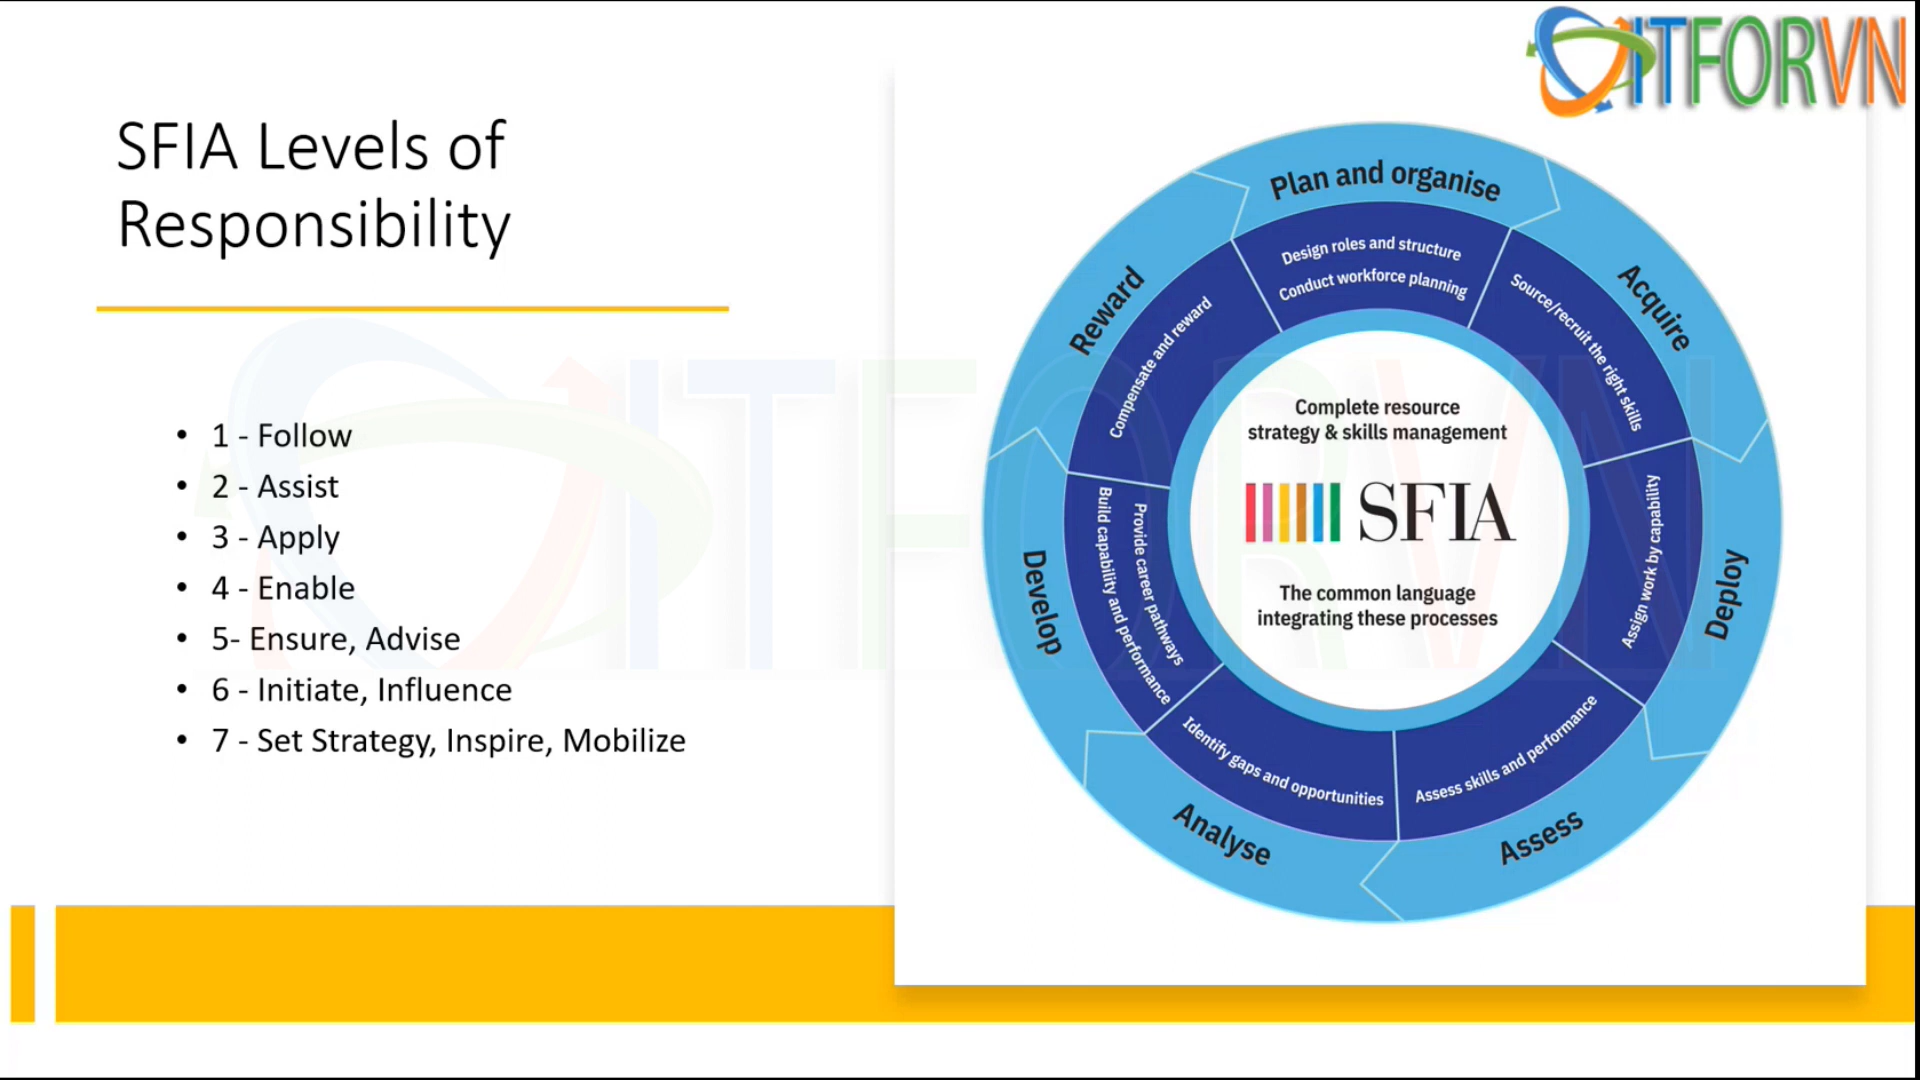 ITFORVN
SFIA Levels of
Responsibility
• 1 - Follow
• 2 - Assist
• 3 - Apply
• 4 - Enable
• 5- Ensure, Advise
• 6 - Initiate, Influence
• 7 - Set Strategy, Inspire, Mobilize
Plan and organise
Design roles and structure
Conduct workforce planning
Acquire
Source/recruit the right skills
Deploy
Assign work by capability
Assess
Assess skills and performance
Analyse
Identify gaps and opportunities
Develop
Provide career pathways
Build capability and performance
Reward
Compensate and reward
Complete resource
strategy & skills management
SFIA
The common language
integrating these processes
ITFORVN